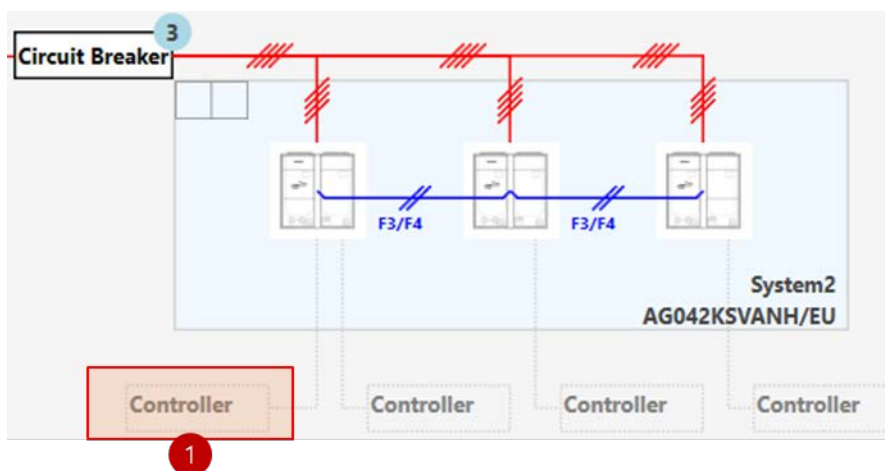 3
Circuit Breaker
F3/F4
F3/F4
System2
AG042KSVANH/EU
Controller
Controller
Controller
Controller
1